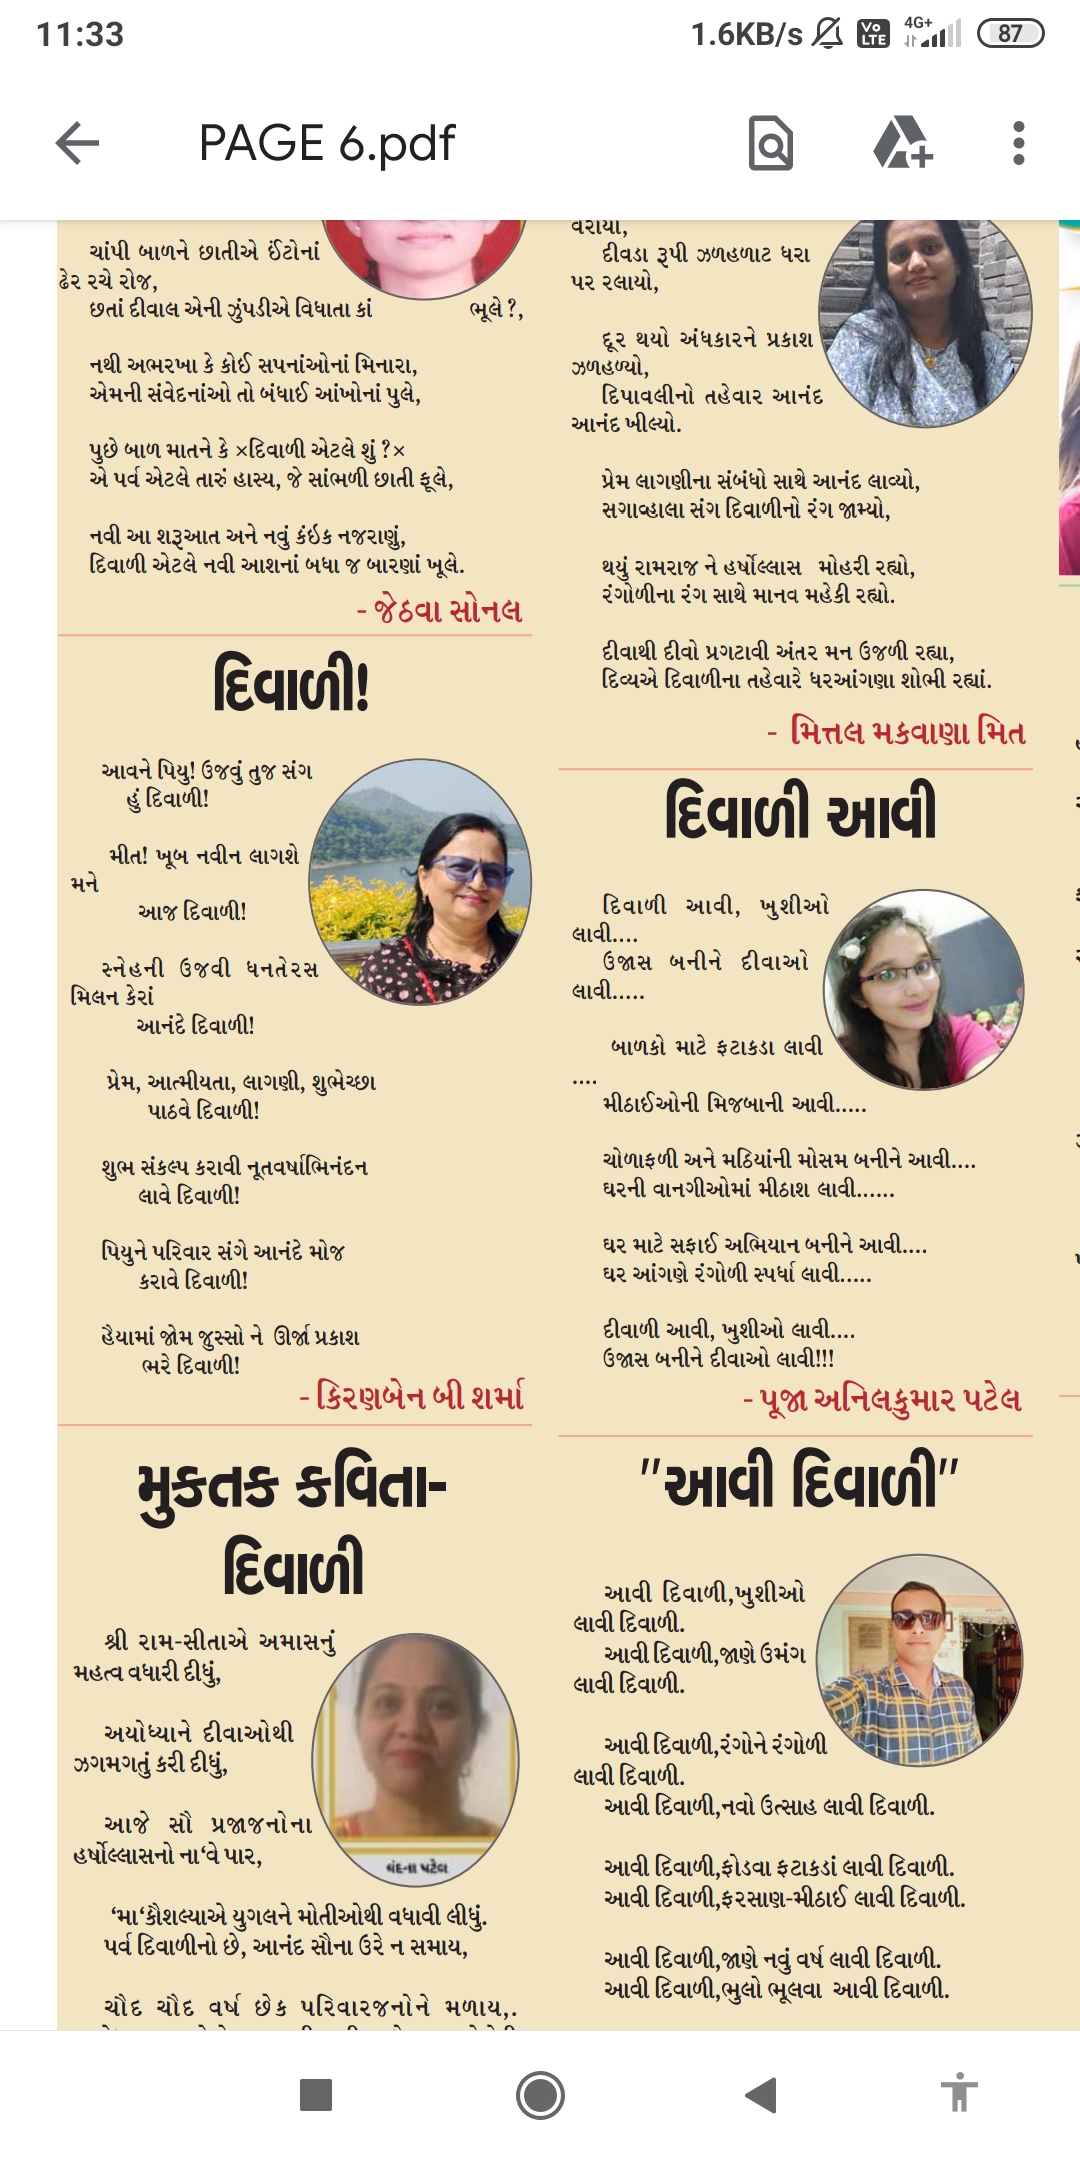 11:33
1.6KB/s
Vo LTE
4G+
87
PAGE 6.pdf
ચાંપી બાળને છાતીએ ઈંટોનાં
ઢેર રચે રોજ,
છતાં દીવાલ એની ઝુંપડીએ વિધાતા કાં ભૂલે ?,
નથી અભરખા કે કોઈ સપનાંઓનાં મિનારા,
એમની સંવેદનાંઓ તો બંધાઈ આંખોનાં પુલે,
પુછે બાળ માતને કે ×દિવાળી એટલે શું ?×
એ પર્વ એટલે તારું હાસ્ય, જે સાંભળી છાતી ફૂલે,
નવી આ શરૂઆત અને નવું કંઇક નજરાણું,
દિવાળી એટલે નવી આશનાં બધા જ બારણાં ખૂલે.
- જેઠવા સોનલ
દિવાળી!
આવને પિયુ! ઉજવું તુજ સંગ
હું દિવાળી!
મીત! ખૂબ નવીન લાગશે
મને
આજ દિવાળી!
સ્નેહની ઉજવી ધનતેરસ
મિલન કેરાં
આનંદે દિવાળી!
પ્રેમ, આત્મીયતા, લાગણી, શુભેચ્છા
પાઠવે દિવાળી!
શુભ સંકલ્પ કરાવી નૂતવર્ષાભિનંદન
લાવે દિવાળી!
પિયુને પરિવાર સંગે આનંદે મોજ
કરાવે દિવાળી!
હૈયામાં જોમ જુસ્સો ને ઊર્જા પ્રકાશ
ભરે દિવાળી!
- કિરણબેન બી શર્મા
મુક્તક કવિતા-
દિવાળી
શ્રી રામ-સીતાએ અમાસનું
મહત્વ વધારી દીધું,
અયોધ્યાને દીવાઓથી
ઝગમગતું કરી દીધું,
આજે સૌ પ્રજાજનોના
હર્ષોલ્લાસનો ના‘વે પાર,
‘મા‘કૌશલ્યાએ યુગલને મોતીઓથી વધાવી લીધું.
પર્વ દિવાળીનો છે, આનંદ સૌના ઉરે ન સમાય,
ચૌદ ચૌદ વર્ષ છેક પરિવારજનોને મળાય,.
ચંદના પટેલ
વરાયો,
દીવડા રૂપી ઝળહળાટ ધરા
પર રલાયો,
દૂર થયો અંધકારને પ્રકાશ
ઝળહળ્યો,
દિપાવલીનો તહેવાર આનંદ
આનંદ ખીલ્યો.
પ્રેમ લાગણીના સંબંધો સાથે આનંદ લાવ્યો,
સગાવ્હાલા સંગ દિવાળીનો રંગ જામ્યો,
થયું રામરાજ ને હર્ષોલ્લાસ મોહરી રહ્યો,
રંગોળીના રંગ સાથે માનવ મહેકી રહ્યો.
દીવાથી દીવો પ્રગટાવી અંતર મન ઉજળી રહ્યા,
દિવ્યએ દિવાળીના તહેવારે ધરઆંગણા શોભી રહ્યાં.
- મિત્તલ મકવાણા મિત
દિવાળી આવી
દિવાળી આવી, ખુશીઓ
લાવી....
ઉજાસ બનીને દીવાઓ
લાવી.....
બાળકો માટે ફટાકડા લાવી
....
મીઠાઈઓની મિજબાની આવી.....
ચોળાફળી અને મઠિયાંની મોસમ બનીને આવી....
ઘરની વાનગીઓમાં મીઠાશ લાવી......
ઘર માટે સફાઈ અભિયાન બનીને આવી....
ઘર આંગણે રંગોળી સ્પર્ધા લાવી.....
દીવાળી આવી, ખુશીઓ લાવી....
ઉજાસ બનીને દીવાઓ લાવી!!!
- પૂજા અનિલકુમાર પટેલ
"આવી દિવાળી"
આવી દિવાળી,ખુશીઓ
લાવી દિવાળી.
આવી દિવાળી,જાણે ઉમંગ
લાવી દિવાળી.
આવી દિવાળી,રંગોને રંગોળી
લાવી દિવાળી.
આવી દિવાળી,નવો ઉત્સાહ લાવી દિવાળી.
આવી દિવાળી,ફોડવા ફટાકડાં લાવી દિવાળી.
આવી દિવાળી,ફરસાણ-મીઠાઈ લાવી દિવાળી.
આવી દિવાળી,જાણે નવું વર્ષ લાવી દિવાળી.
આવી દિવાળી,ભુલો ભૂલવા આવી દિવાળી.